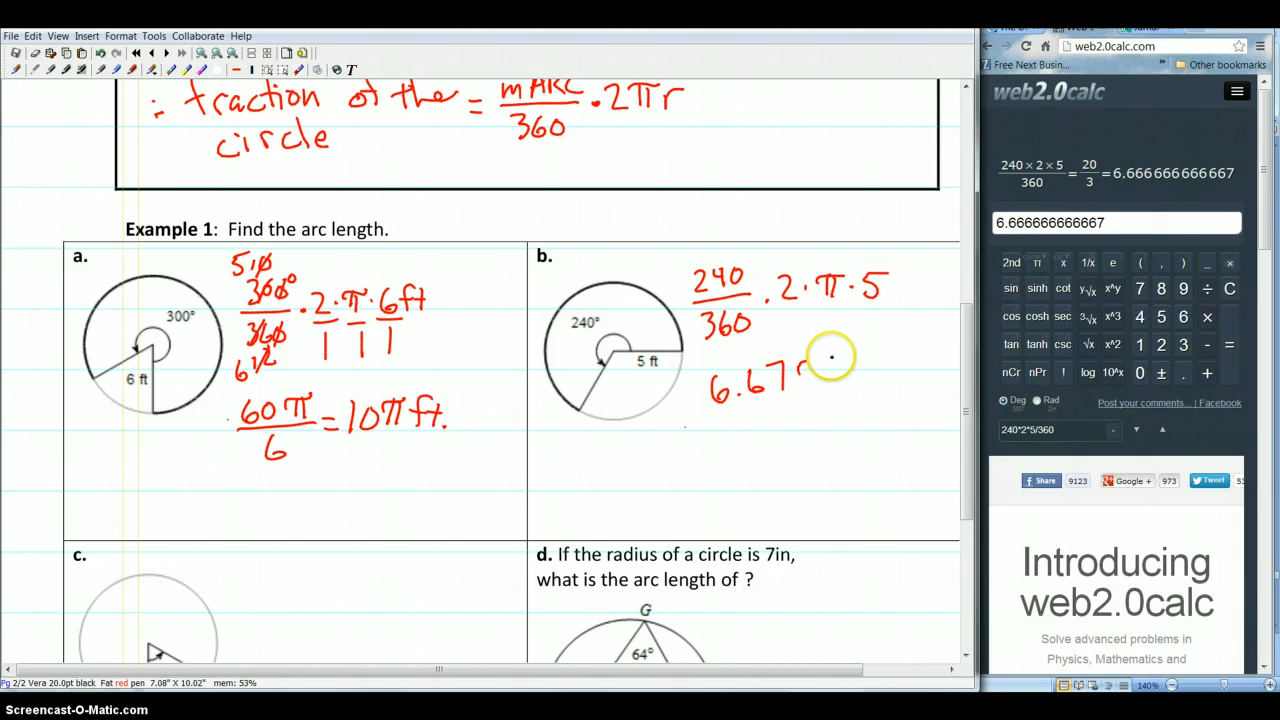 File Edit View Insert Format Tools Collaborate Help
web2.0calc.com
Free Next Busin...
Other bookmarks
: fraction of the = mARC/360 · 2πr
circle
Example 1: Find the arc length.
a.
300°
6 ft
510
300°/360 · 2/1 · π/1 · 6ft/1
6
60π/6 = 10π ft.
b.
240°
5 ft
240/360 · 2 · π · 5
6.67
c.
d. If the radius of a circle is 7in,
what is the arc length of ?
G
64°
web2.0calc
240 × 2 × 5/360 = 20/3 = 6.666666666667
6.666666666667
2nd π x 1/x e ( , ) _ ×
sin sinh cot y√x y^x 7 8 9 ÷ C
cos cosh sec 3√x x^3 4 5 6 ×
tan tanh csc √x x^2 1 2 3 - =
nCr nPr ! log 10^x 0 ± . +
Deg Rad
360° 2π
Post your comments... | Facebook
240*2*5/360
Share 9123 Google + 973 Tweet
Introducing
web2.0calc
Solve advanced problems in
Physics, Mathematics and
Pg 2/2 Vera 20.0pt black Fat red pen 7.08" X 10.02" mem: 53%
140%
Screencast-O-Matic.com